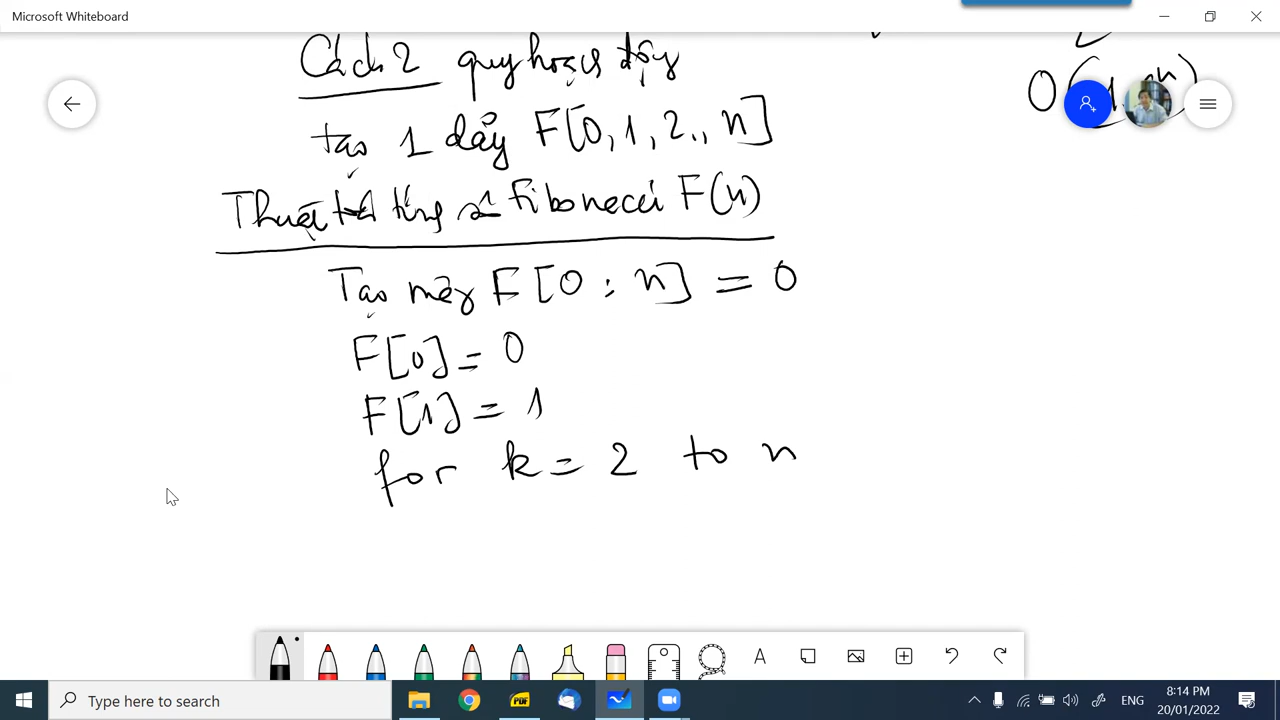 Microsoft Whiteboard
Cách 2 quy hoạch động
O(1, n)
tạo 1 dãy F[0, 1, 2.., n]
Thuật toán tính số Fibonacci F(n)
Tạo mảng F[0 : n] = 0
F[0] = 0
F[1] = 1
for k = 2 to n
Type here to search
PDF
ENG
8:14 PM
20/01/2022